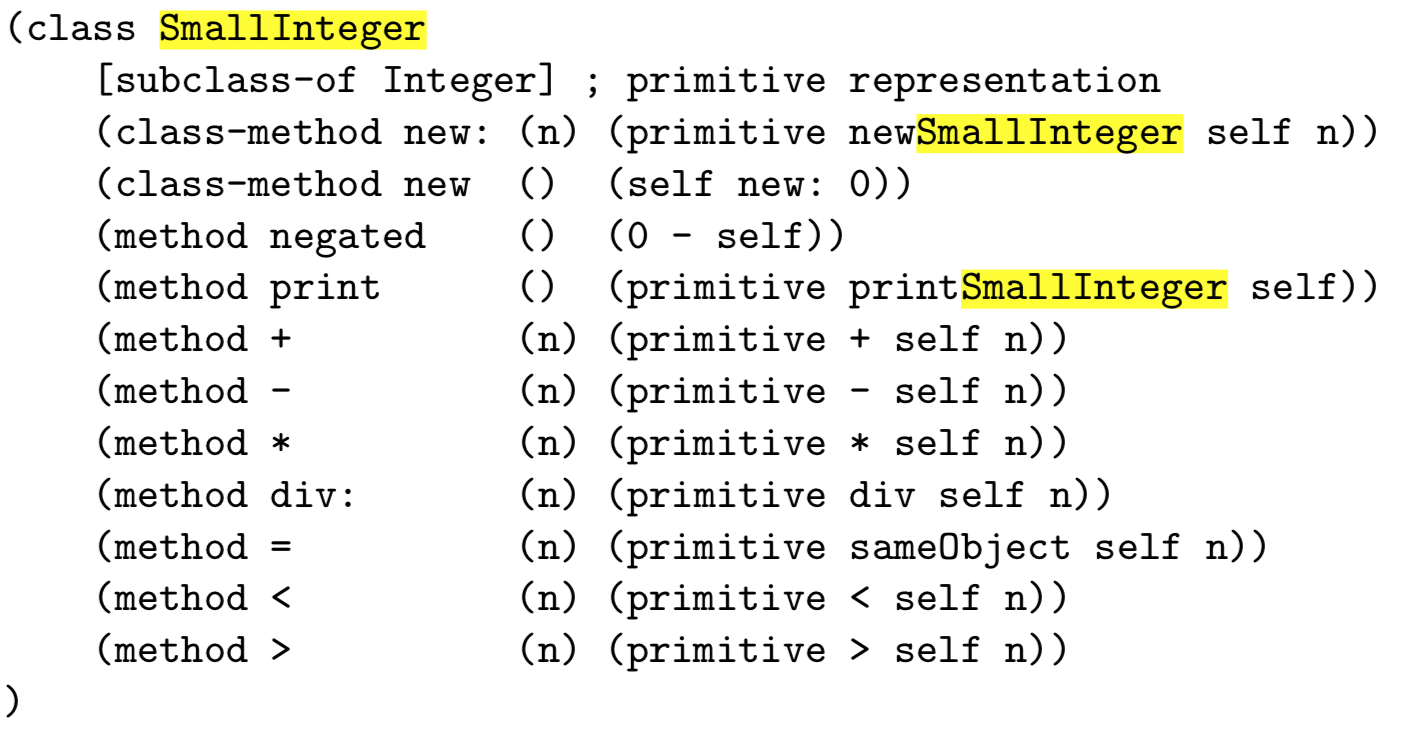 (class SmallInteger
    [subclass-of Integer] ; primitive representation
    (class-method new: (n) (primitive newSmallInteger self n))
    (class-method new  ()  (self new: 0))
    (method negated    ()  (0 - self))
    (method print      ()  (primitive printSmallInteger self))
    (method +          (n) (primitive + self n))
    (method -          (n) (primitive - self n))
    (method *          (n) (primitive * self n))
    (method div:       (n) (primitive div self n))
    (method =          (n) (primitive sameObject self n))
    (method <          (n) (primitive < self n))
    (method >          (n) (primitive > self n))
)